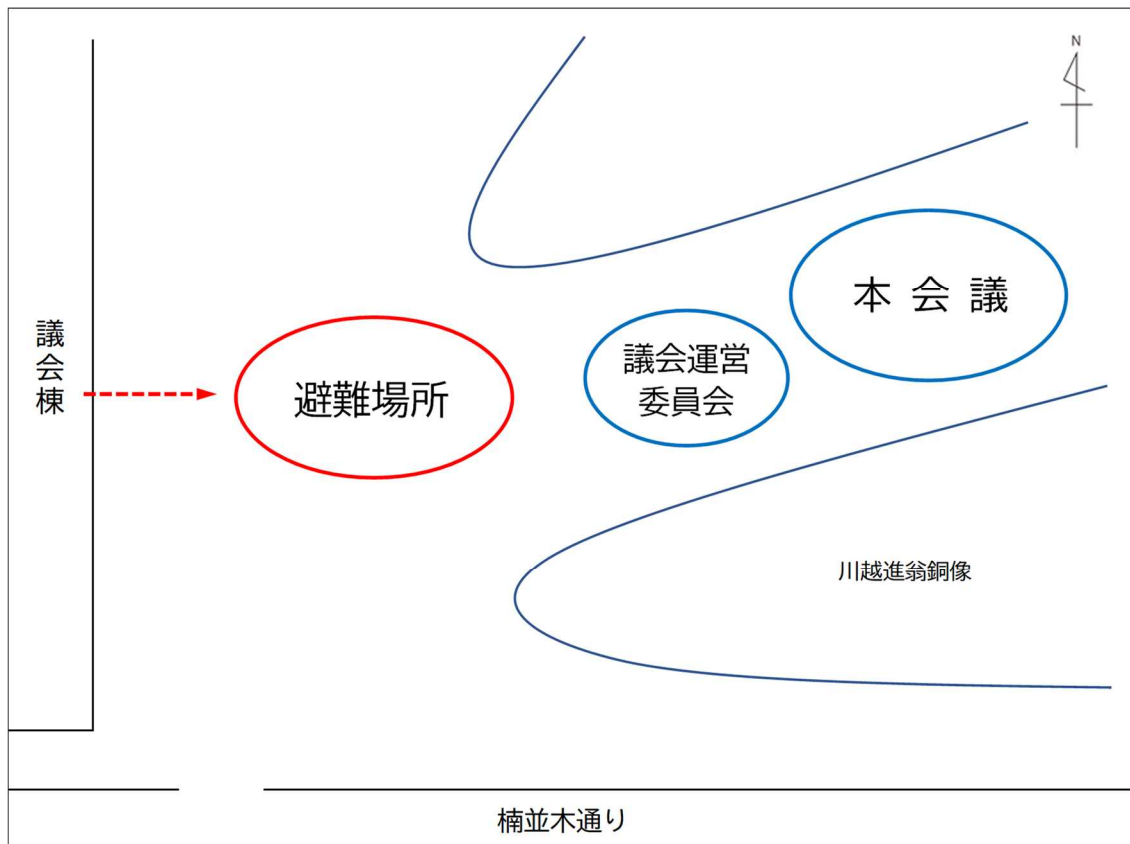 N
本会議
議会運営
委員会
議会棟
避難場所
川越進翁銅像
楠並木通り